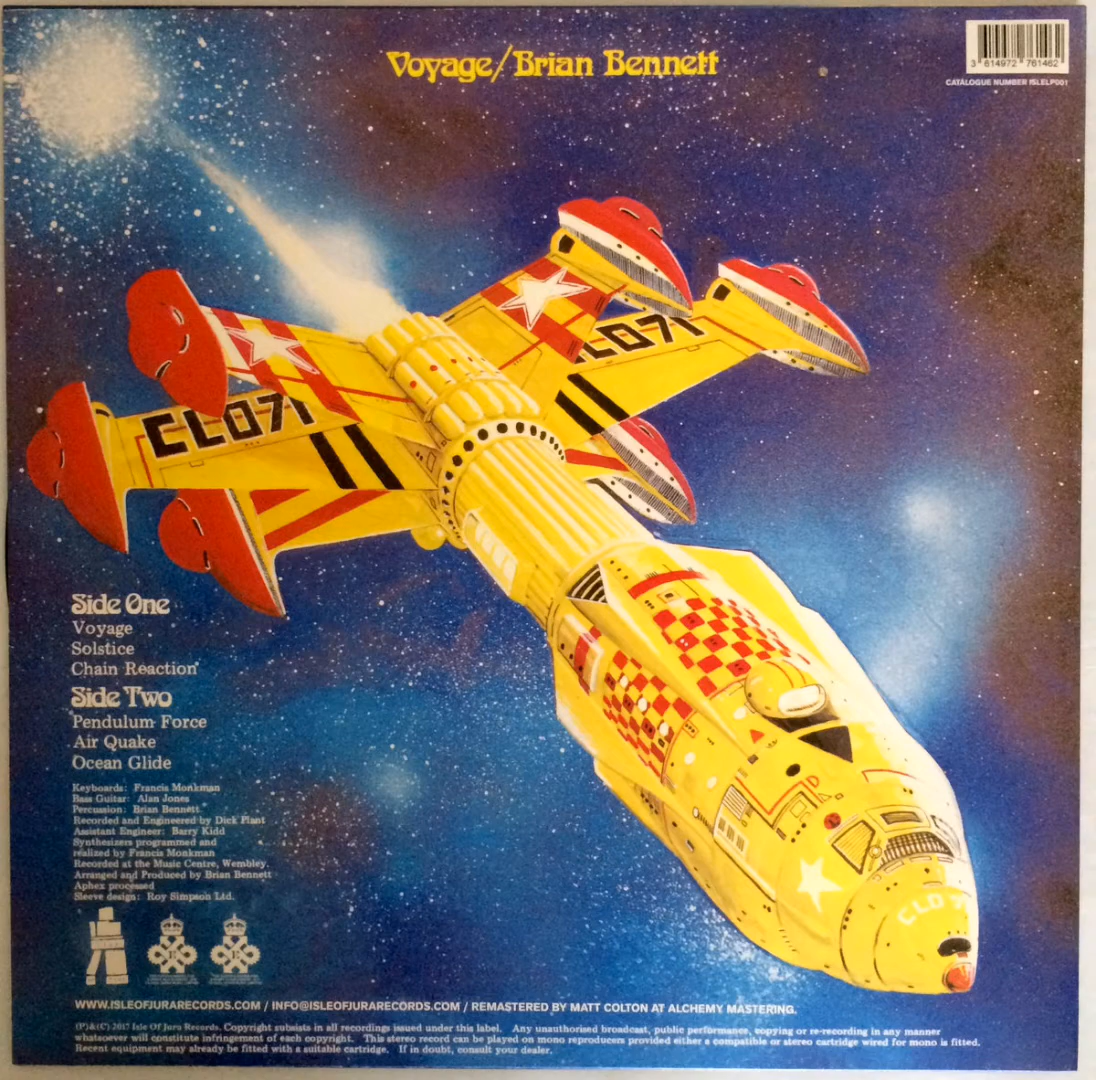 Voyage/Brian Bennett
3 614972 761462
CATALOGUE NUMBER ISLELP001
CLO71
CLO71
CLO71
Side One
Voyage
Solstice
Chain Reaction
Side Two
Pendulum Force
Air Quake
Ocean Glide
Keyboards: Francis Monkman
Bass Guitar: Alan Jones
Percussion: Brian Bennett
Recorded and Engineered by Dick Plant
Assistant Engineer: Barry Kidd
Synthesizers programmed and
realized by Francis Monkman
Recorded at the Music Centre, Wembley.
Arranged and Produced by Brian Bennett
Aphex processed
Sleeve design: Roy Simpson Ltd.
WWW.ISLEOFJURARECORDS.COM / INFO@ISLEOFJURARECORDS.COM / REMASTERED BY MATT COLTON AT ALCHEMY MASTERING.
(P)&(C) 2017 Isle Of Jura Records. Copyright subsists in all recordings issued under this label. Any unauthorised broadcast, public performance, copying or re-recording in any manner
whatsoever will constitute infringement of such copyright. This stereo record can be played on mono reproducers provided either a compatible or stereo cartridge wired for mono is fitted.
Recent equipment may already be fitted with a suitable cartridge. If in doubt, consult your dealer.